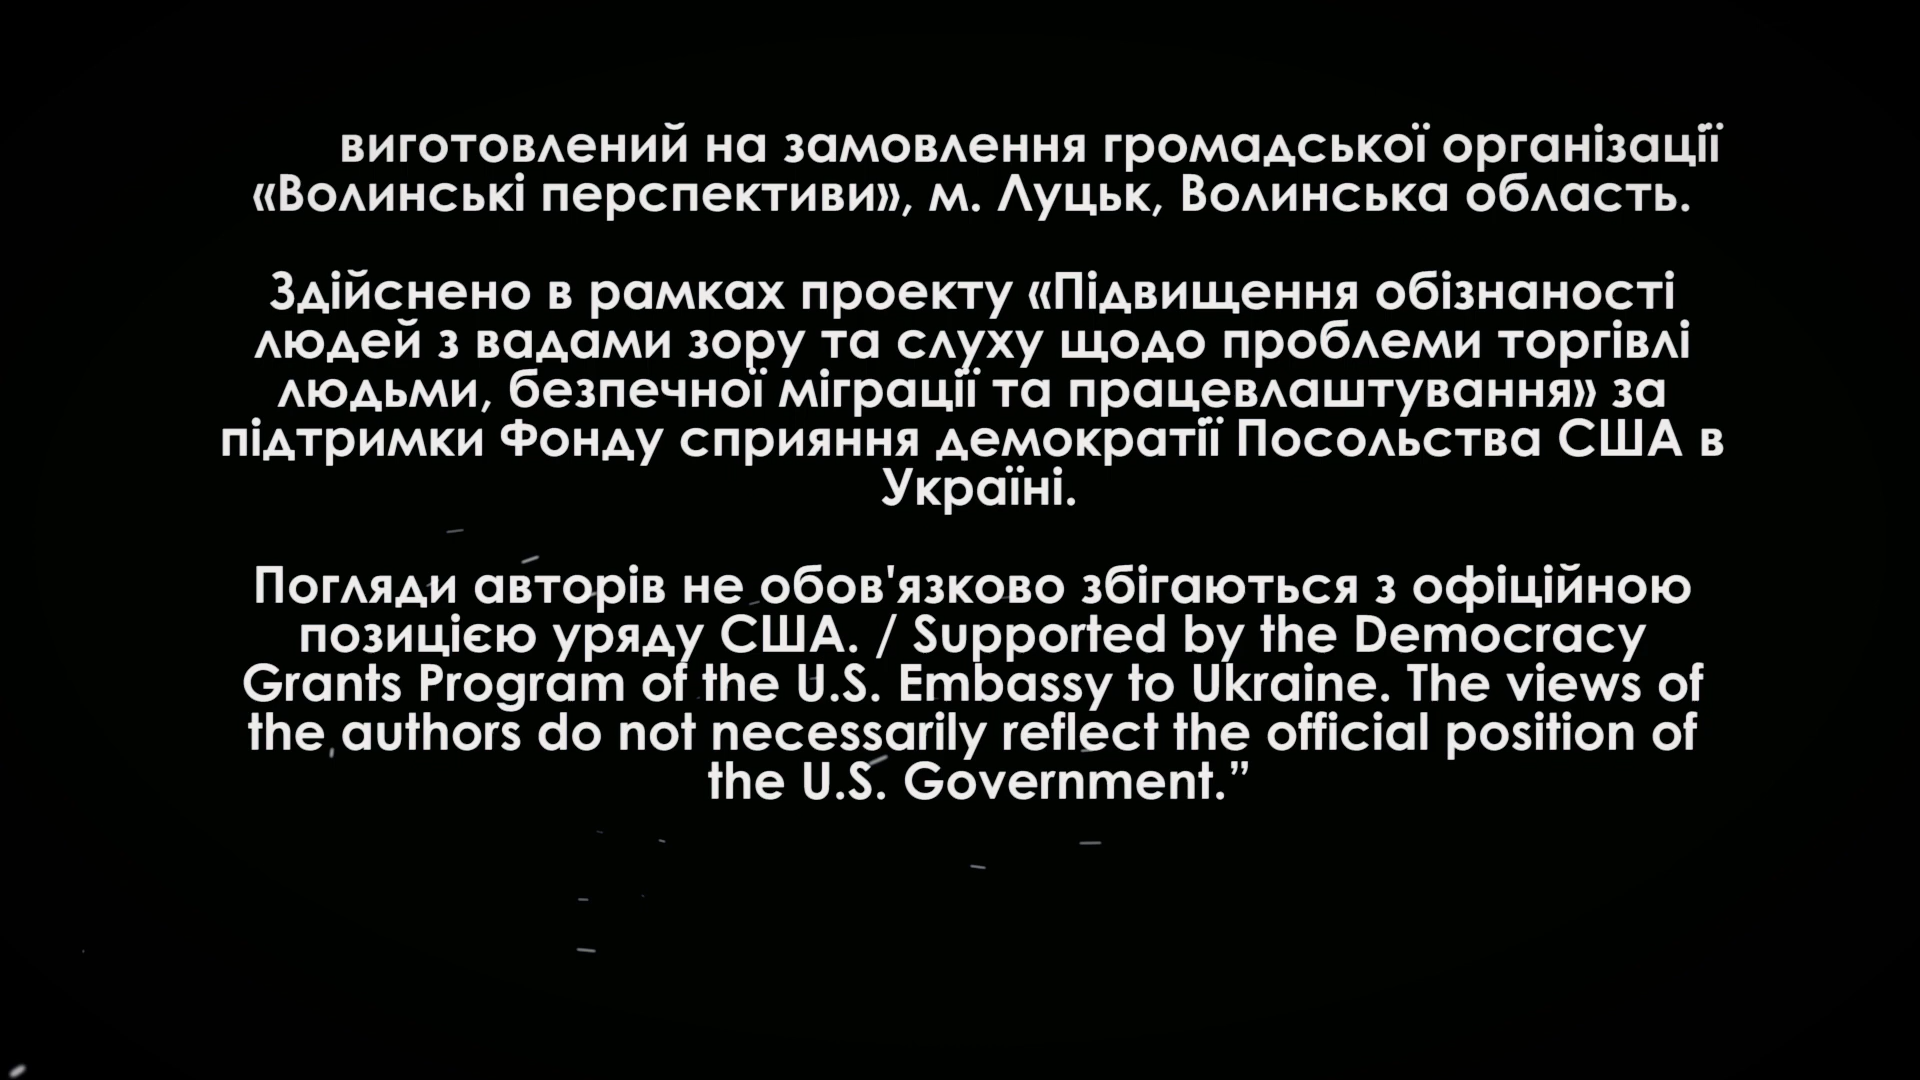 виготовлений на замовлення громадської організації
«Волинські перспективи», м. Луцьк, Волинська область.
Здійснено в рамках проекту «Підвищення обізнаності
людей з вадами зору та слуху щодо проблеми торгівлі
людьми, безпечної міграції та працевлаштування» за
підтримки Фонду сприяння демократії Посольства США в
Україні.
Погляди авторів не обов'язково збігаються з офіційною
позицією уряду США. / Supported by the Democracy
Grants Program of the U.S. Embassy to Ukraine. The views of
the authors do not necessarily reflect the official position of
the U.S. Government.”